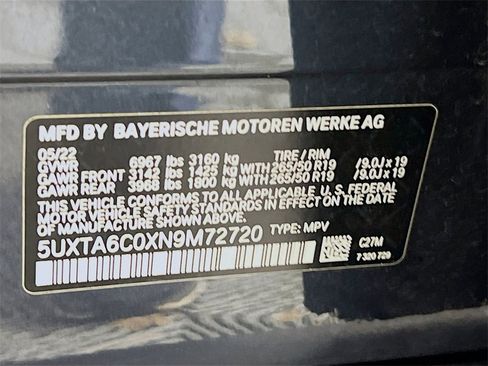 MFD BY BAYERISCHE MOTOREN WERKE AG
05/22 TIRE / RIM
GVWR 6967 lbs 3160 kg
GAWR FRONT 3142 lbs 1425 kg WITH 265/50 R19 /9.0J x 19
GAWR REAR 3968 lbs 1800 kg WITH 265/50 R19 /9.0J x 19
THIS VEHICLE CONFORMS TO ALL APPLICABLE U.S. FEDERAL
MOTOR VEHICLE SAFETY STANDARDS IN EFFECT ON THE
DATE OF MANUFACTURE SHOWN ABOVE.
5UXTA6C0XN9M72720 TYPE: MPV
C27M
7 320 729